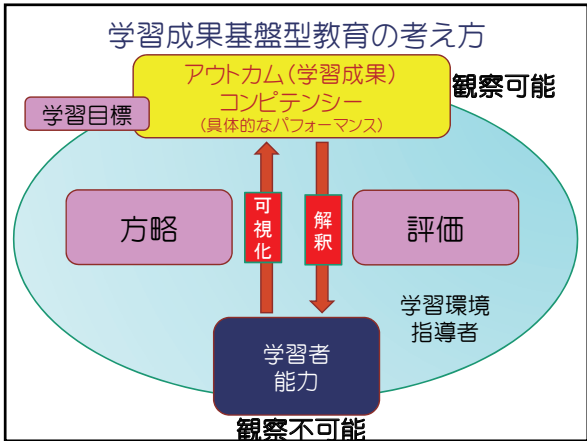 学習成果基盤型教育の考え方
アウトカム(学習成果)
コンピテンシー
(具体的なパフォーマンス)
観察可能
学習目標
方略
可視化
解釈
評価
学習環境
指導者
学習者
能力
観察不可能